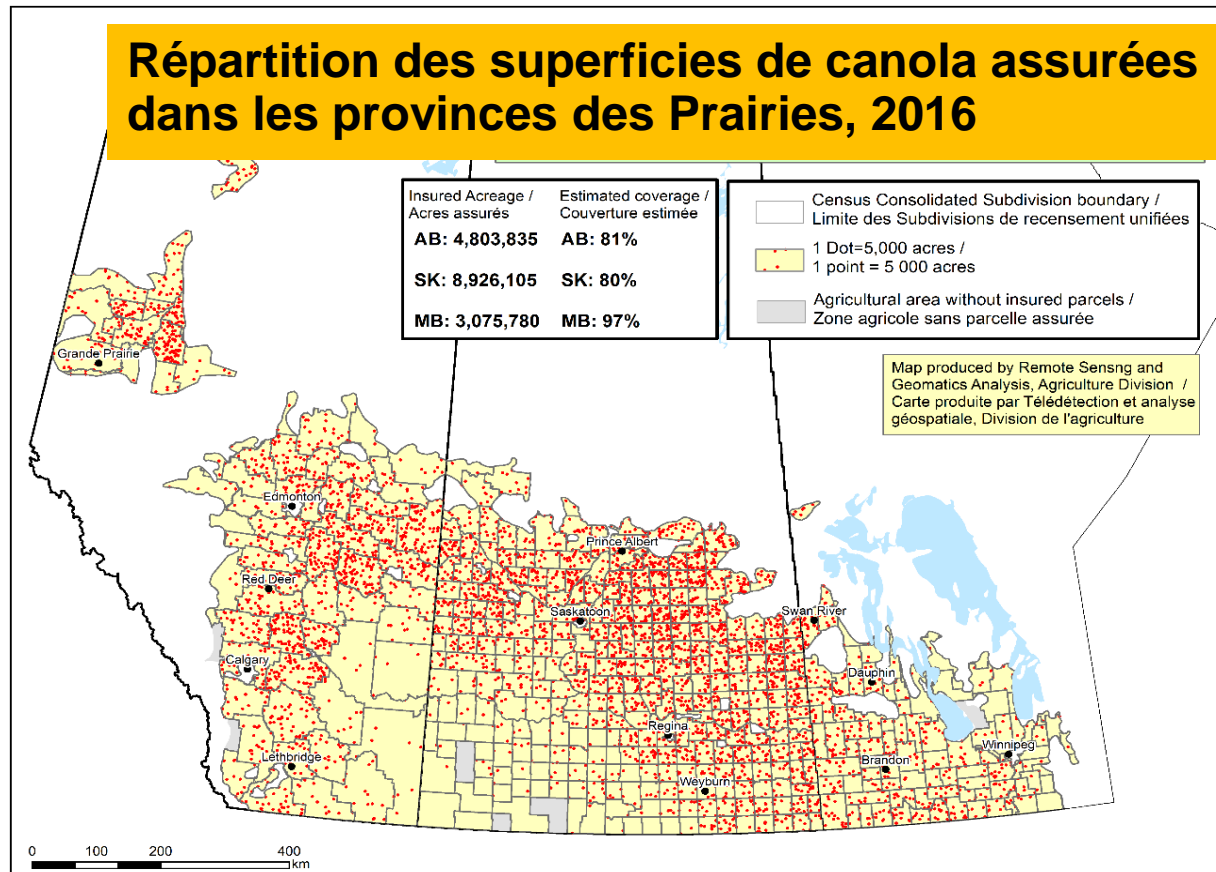 Répartition des superficies de canola assurées
dans les provinces des Prairies, 2016
Insured Acreage /
Acres assurés
Estimated coverage /
Couverture estimée
AB: 4,803,835
AB: 81%
SK: 8,926,105
SK: 80%
MB: 3,075,780
MB: 97%
Census Consolidated Subdivision boundary /
Limite des Subdivisions de recensement unifiées
1 Dot=5,000 acres /
1 point = 5 000 acres
Agricultural area without insured parcels /
Zone agricole sans parcelle assurée
Map produced by Remote Sensng and
Geomatics Analysis, Agriculture Division /
Carte produite par Télédétection et analyse
géospatiale, Division de l'agriculture
Grande Prairie
Edmonton
Prince Albert
Red Deer
Saskatoon
Swan River
Calgary
Dauphin
Regina
Winnipeg
Lethbridge
Brandon
Weyburn
0 100 200 400
km